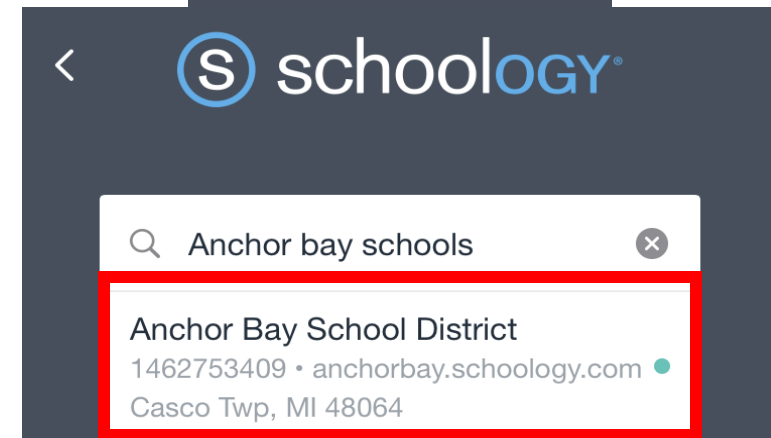 S schoology®
Anchor bay schools
Anchor Bay School District
1462753409 • anchorbay.schoology.com
Casco Twp, MI 48064